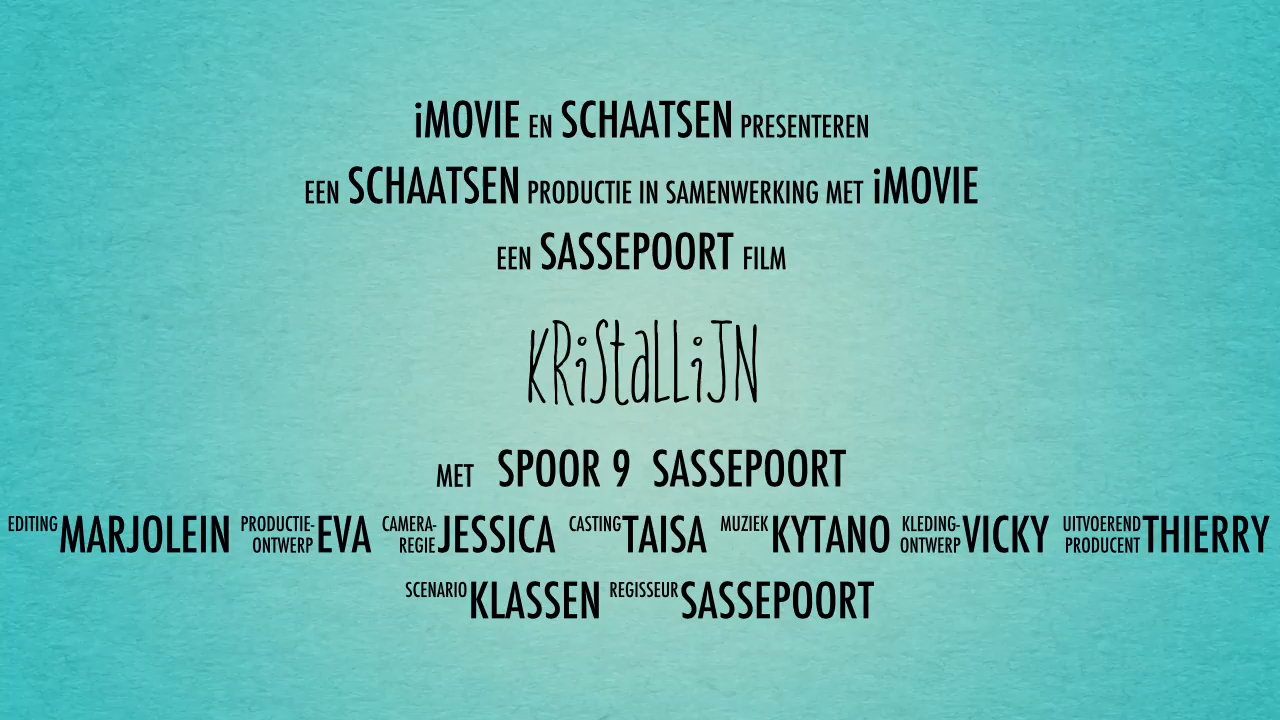 iMOVIE EN SCHAATSEN PRESENTEREN
EEN SCHAATSEN PRODUCTIE IN SAMENWERKING MET iMOVIE
EEN SASSEPOORT FILM
KRiStaLLiJN
MET SPOOR 9 SASSEPOORT
EDITING MARJOLEIN PRODUCTIE-ONTWERP EVA CAMERA-REGIE JESSICA CASTING TAISA MUZIEK KYTANO KLEDING-ONTWERP VICKY UITVOEREND PRODUCENT THIERRY
SCENARIO KLASSEN REGISSEUR SASSEPOORT